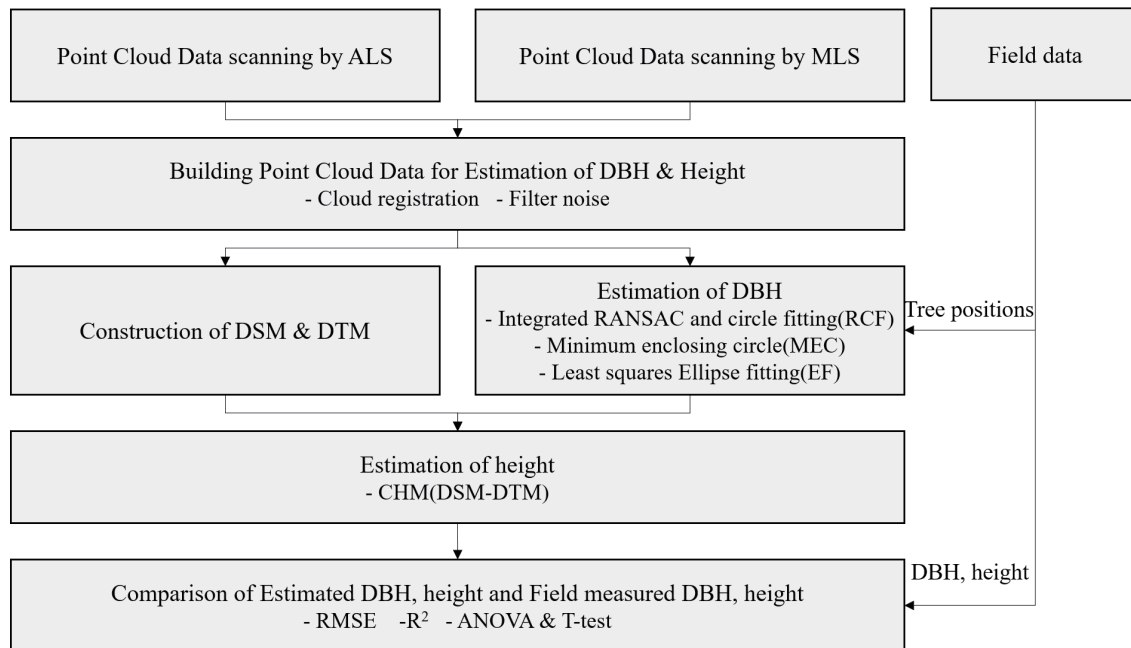 Point Cloud Data scanning by ALS
Point Cloud Data scanning by MLS
Field data
Building Point Cloud Data for Estimation of DBH & Height
- Cloud registration - Filter noise
Construction of DSM & DTM
Estimation of DBH
- Integrated RANSAC and circle fitting(RCF)
- Minimum enclosing circle(MEC)
- Least squares Ellipse fitting(EF)
Tree positions
Estimation of height
- CHM(DSM-DTM)
DBH, height
Comparison of Estimated DBH, height and Field measured DBH, height
- RMSE -R² - ANOVA & T-test